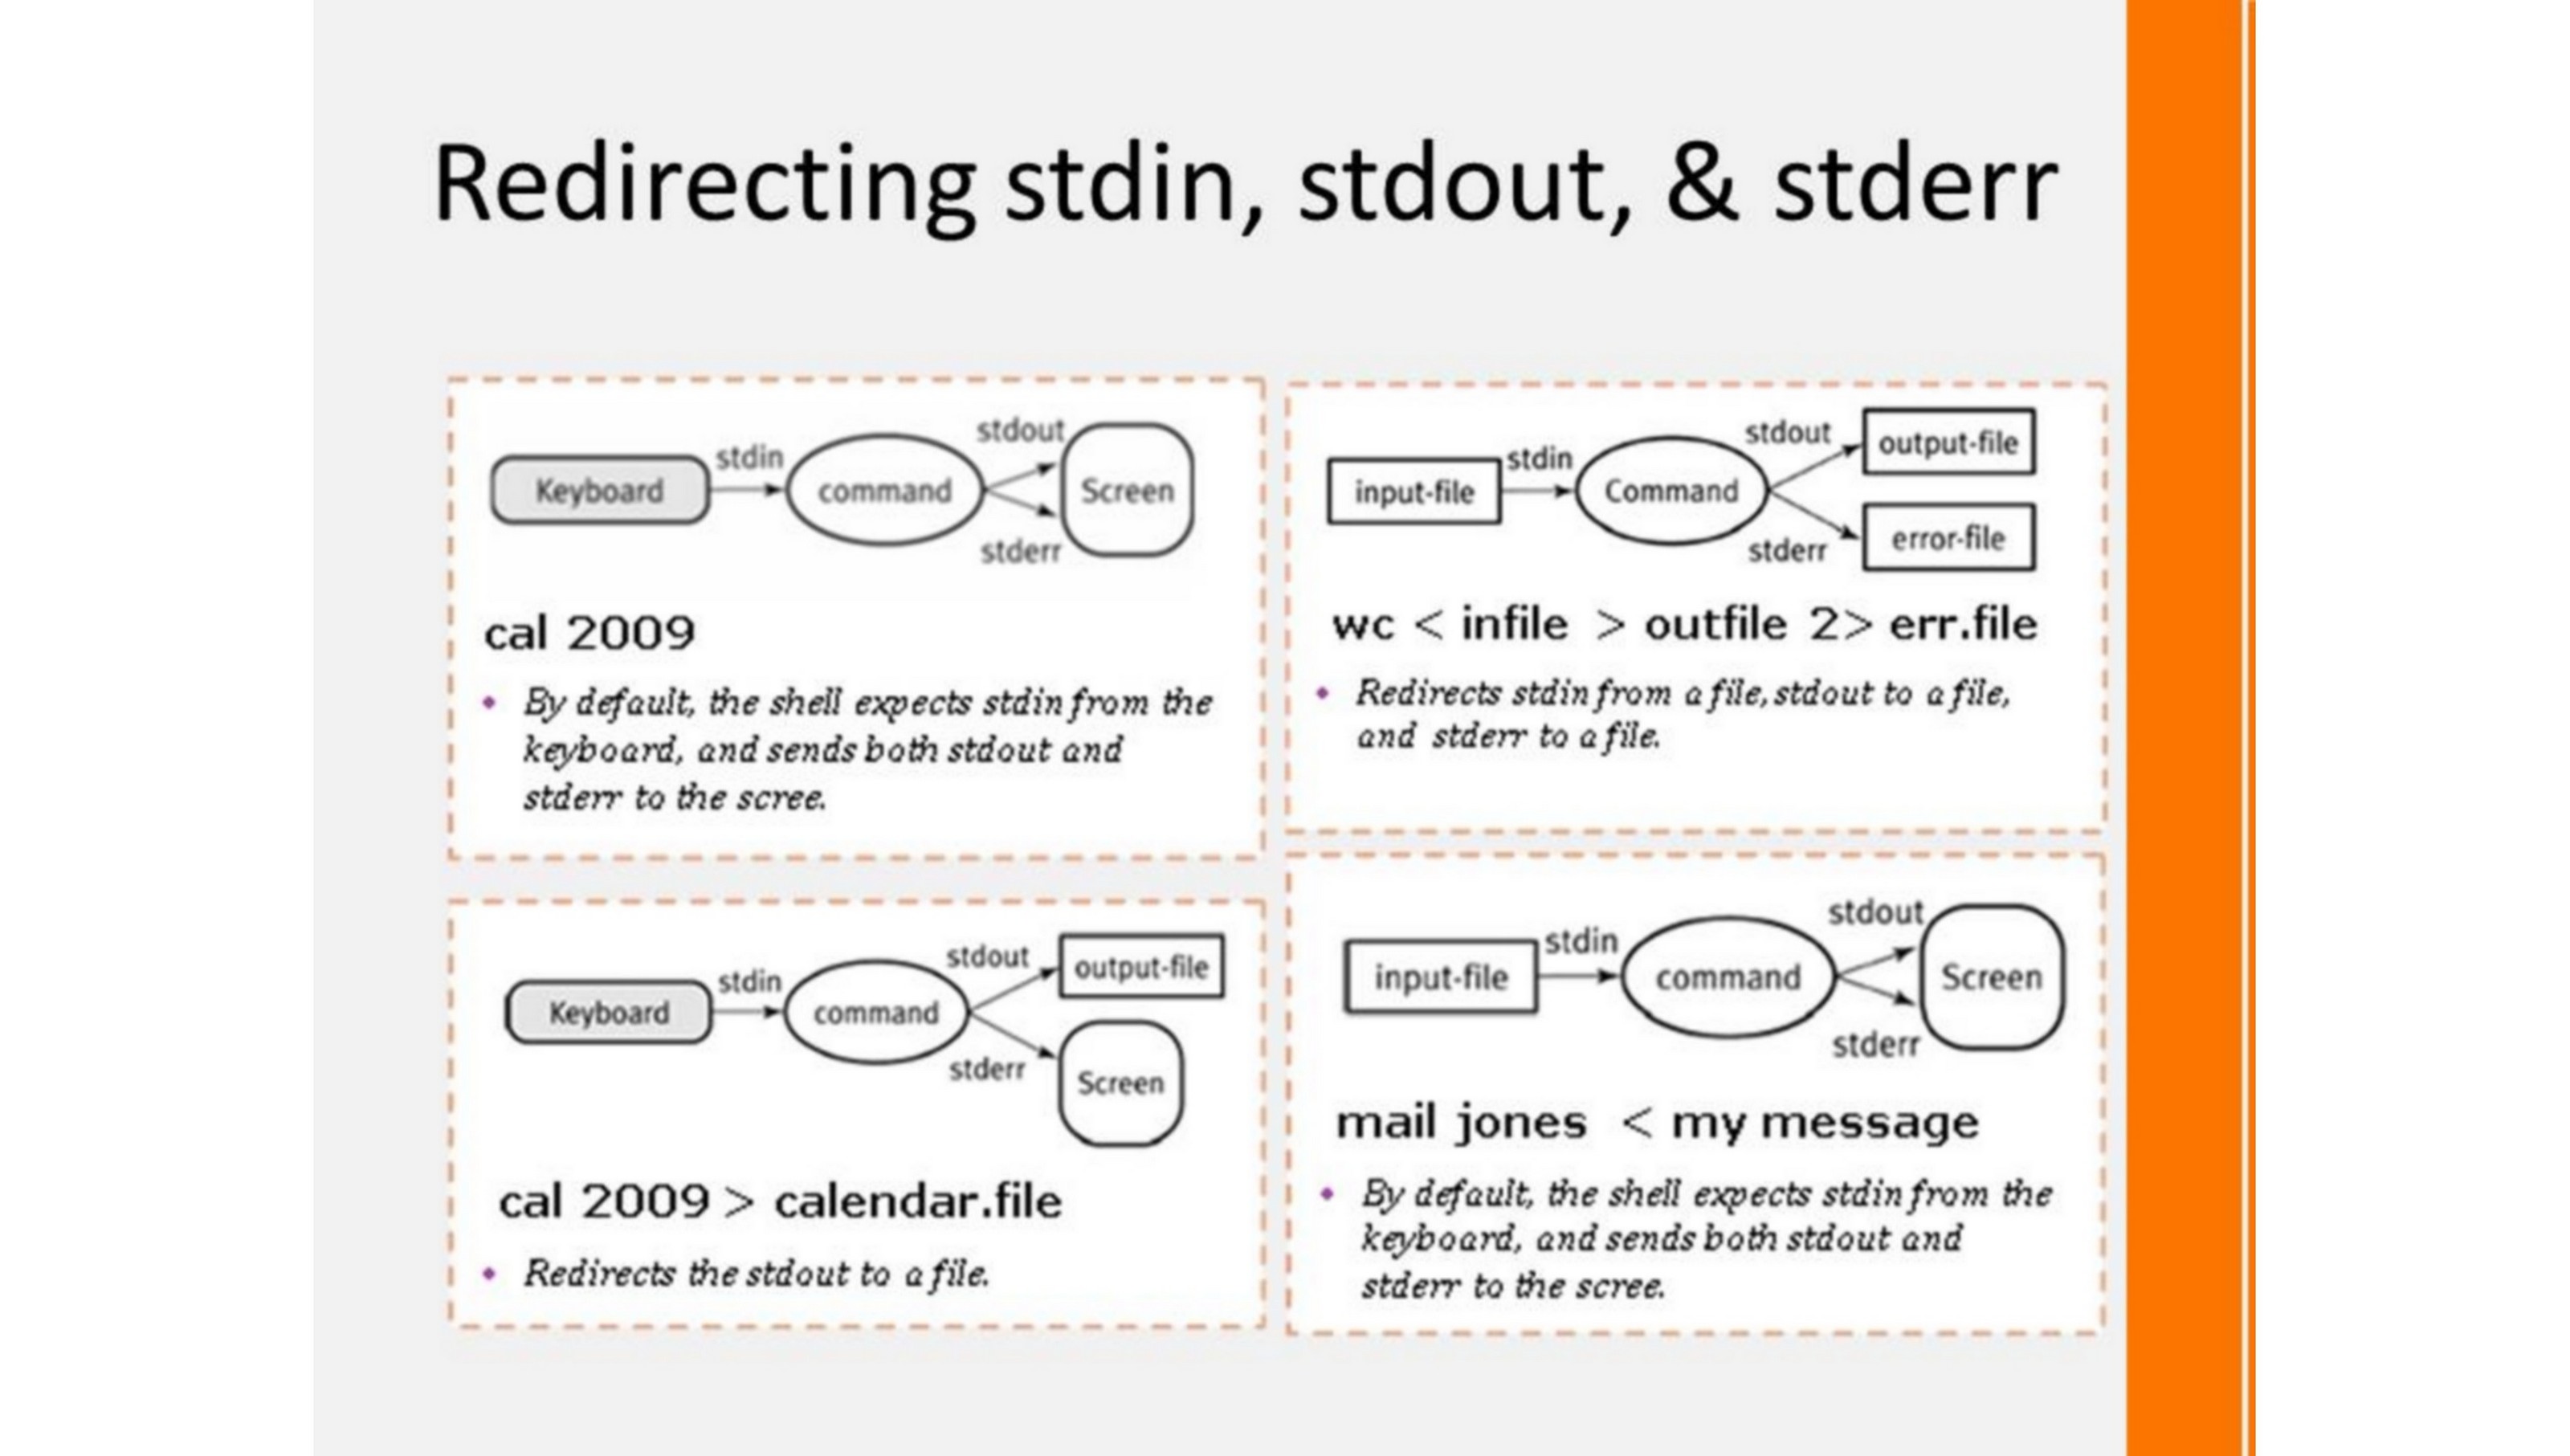 Redirecting stdin, stdout, & stderr
stdin
stdout
Keyboard
command
Screen
stderr
cal 2009
• By default, the shell expects stdin from the
keyboard, and sends both stdout and
stderr to the scree.
stdin
stdout
output-file
input-file
Command
error-file
stderr
wc < infile > outfile 2> err.file
• Redirects stdin from a file, stdout to a file,
and stderr to a file.
stdin
stdout
output-file
Keyboard
command
stderr
Screen
cal 2009 > calendar.file
• Redirects the stdout to a file.
stdin
stdout
input-file
command
Screen
stderr
mail jones < my message
• By default, the shell expects stdin from the
keyboard, and sends both stdout and
stderr to the scree.